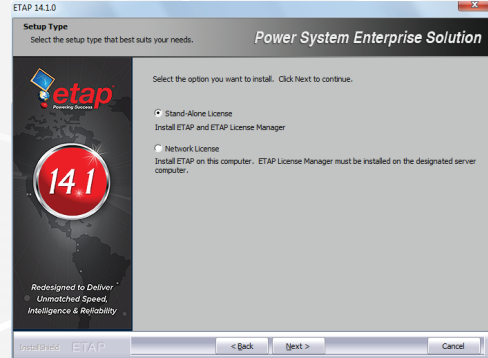 ETAP 14.1.0
Setup Type
Select the setup type that best suits your needs.
Power System Enterprise Solution
etap
Powering Success
Select the option you want to install. Click Next to continue.
Stand-Alone License
Install ETAP and ETAP License Manager
Network License
Install ETAP on this computer. ETAP License Manager must be installed on the designated server
computer.
14.1
Redesigned to Deliver
Unmatched Speed,
Intelligence & Reliability
InstallShield
ETAP
< Back
Next >
Cancel